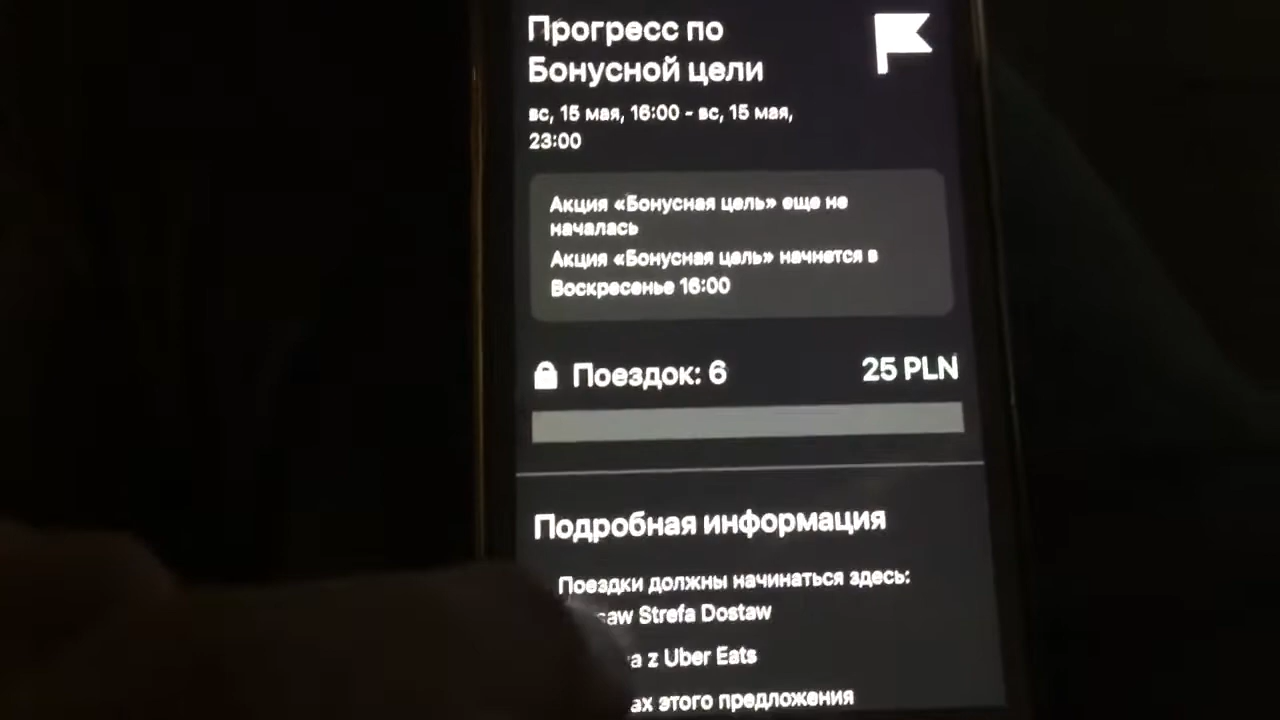 Прогресс по
Бонусной цели
вс, 15 мая, 16:00 - вс, 15 мая,
23:00
Акция «Бонусная цель» еще не
началась
Акция «Бонусная цель» начнется в
Воскресенье 16:00
Поездок: 6
25 PLN
Подробная информация
Поездки должны начинаться здесь:
Strefa Dostaw
z Uber Eats
этого предложения